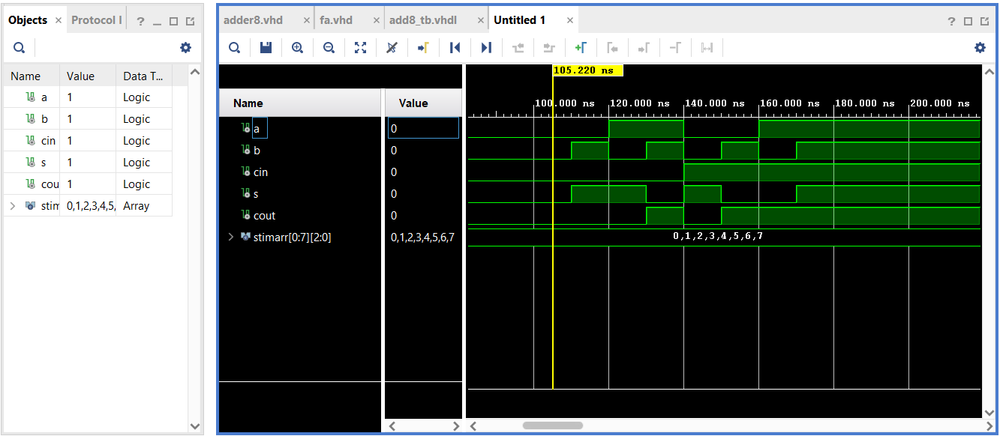 Objects × Protocol I ?
Name Value Data T...
a 1 Logic
b 1 Logic
cin 1 Logic
s 1 Logic
cou 1 Logic
stim 0,1,2,3,4,5, Array
adder8.vhd × fa.vhd × add8_tb.vhdl × Untitled 1 × ?
105.220 ns
Name Value
100.000 ns 120.000 ns 140.000 ns 160.000 ns 180.000 ns 200.000 ns
a 0
b 0
cin 0
s 0
cout 0
stimarr[0:7][2:0] 0,1,2,3,4,5,6,7 0,1,2,3,4,5,6,7